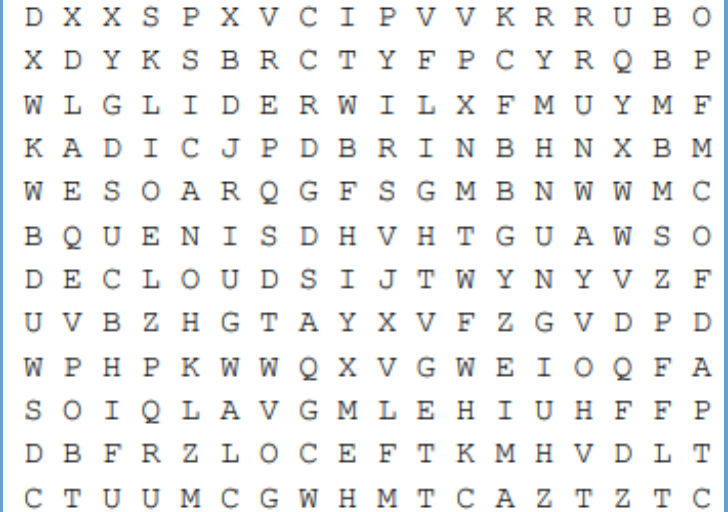 D X X S P X V C I P V V K R R U B O
X D Y K S B R C T Y F P C Y R Q B P
W L G L I D E R W I L X F M U Y M F
K A D I C J P D B R I N B H N X B M
W E S O A R Q G F S G M B N W W M C
B Q U E N I S D H V H T G U A W S O
D E C L O U D S I J T W Y N Y V Z F
U V B Z H G T A Y X V F Z G V D P D
W P H P K W W Q X V G W E I O Q F A
S O I Q L A V G M L E H I U H F F P
D B F R Z L O C E F T K M H V D L T
C T U U M C G W H M T C A Z T Z T C